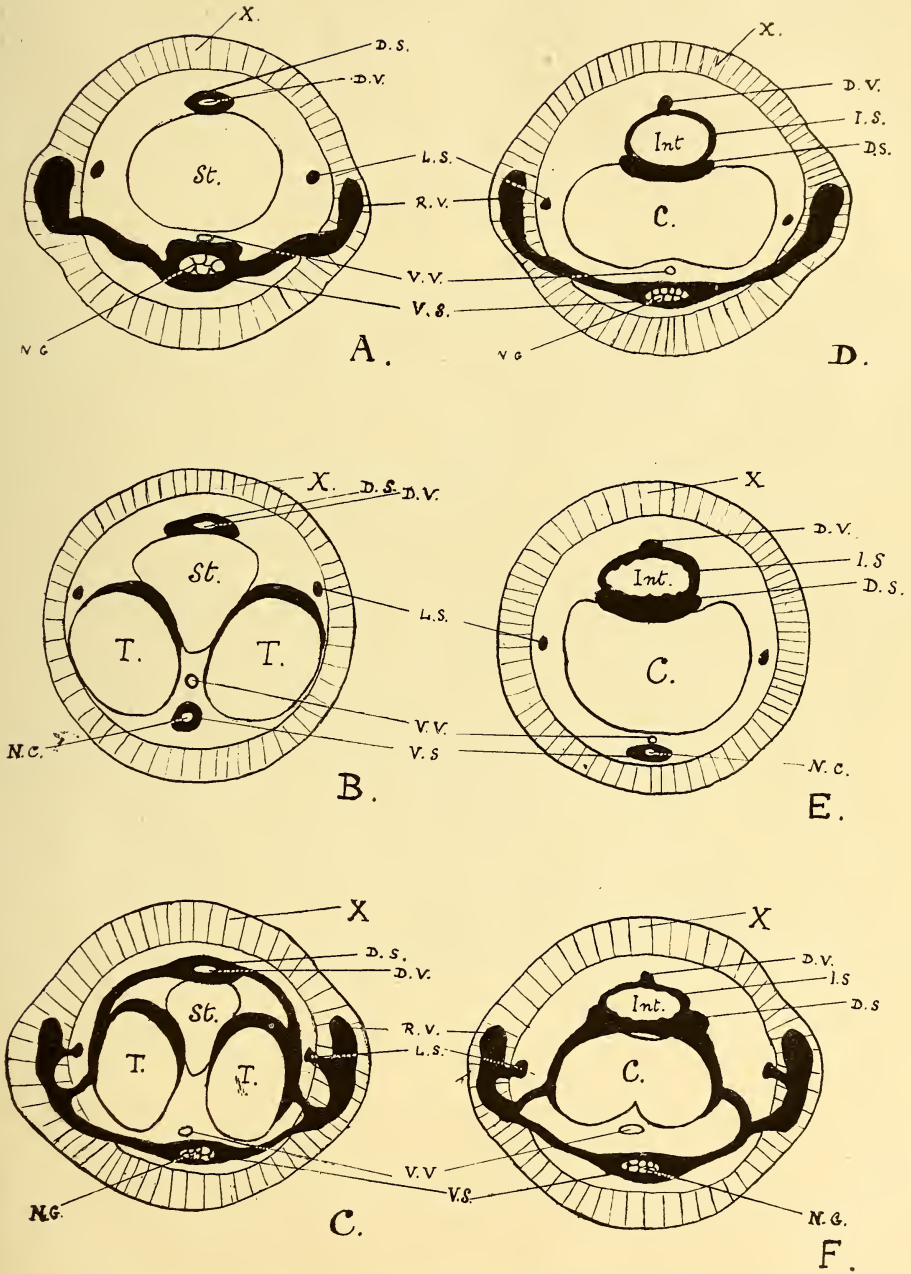 X.
D.S.
D.V.
St.
L.S.
R.V.
V.V.
V.S.
N G
A.
X.
D.V.
I.S.
D.S.
Int
C.
N G
D.
X.
D.S. D.V.
St.
T. T.
L.S.
V.V.
V.S
N.C.
B.
X
D.V.
I.S
D.S.
Int.
C.
N.C.
E.
X
D.S.
D.V.
St.
R.V.
L.S.
T. T.
V.V
V.S.
N.G.
C.
X
D.V.
I.S
D.S
Int.
C.
N.G.
F.